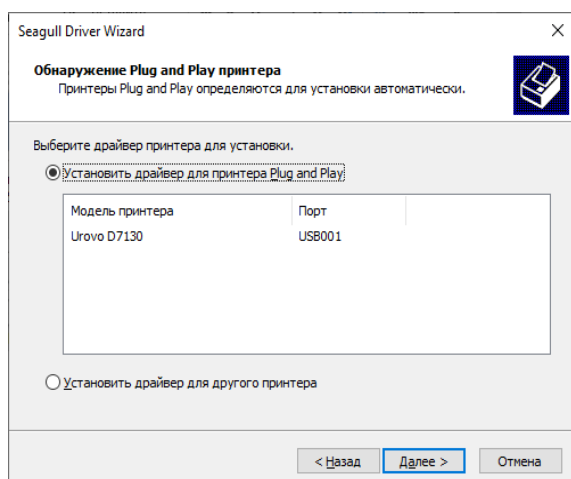 Seagull Driver Wizard
Обнаружение Plug and Play принтера
Принтеры Plug and Play определяются для установки автоматически.
Выберите драйвер принтера для установки.
Установить драйвер для принтера Plug and Play
Модель принтера Порт
Urovo D7130 USB001
Установить драйвер для другого принтера
< Назад Далее > Отмена